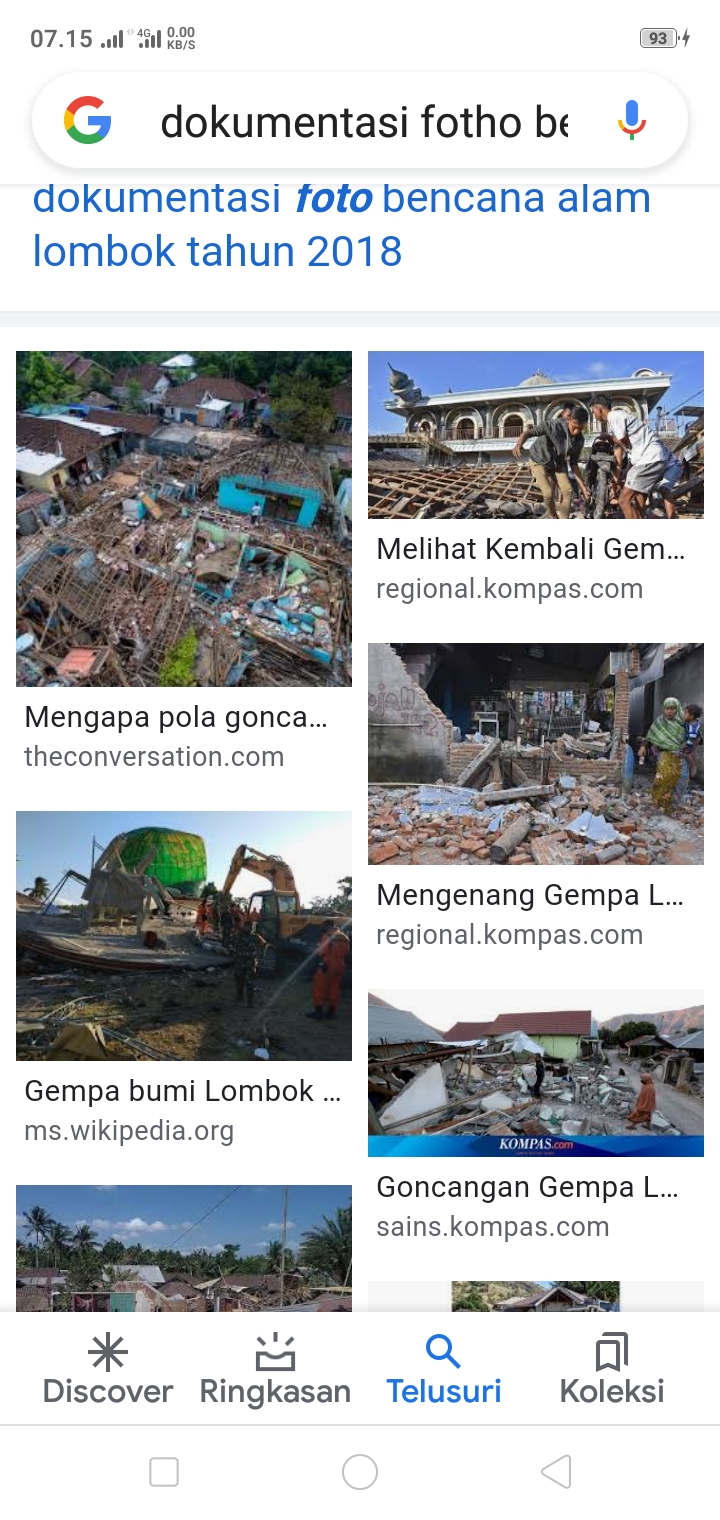 07.15 4G 0.00 KB/S 93
dokumentasi fotho be
dokumentasi foto bencana alam
lombok tahun 2018
Melihat Kembali Gem...
regional.kompas.com
Mengapa pola gonca...
theconversation.com
Mengenang Gempa L...
regional.kompas.com
Gempa bumi Lombok ...
ms.wikipedia.org
KOMPAS.com
Goncangan Gempa L...
sains.kompas.com
Discover Ringkasan Telusuri Koleksi